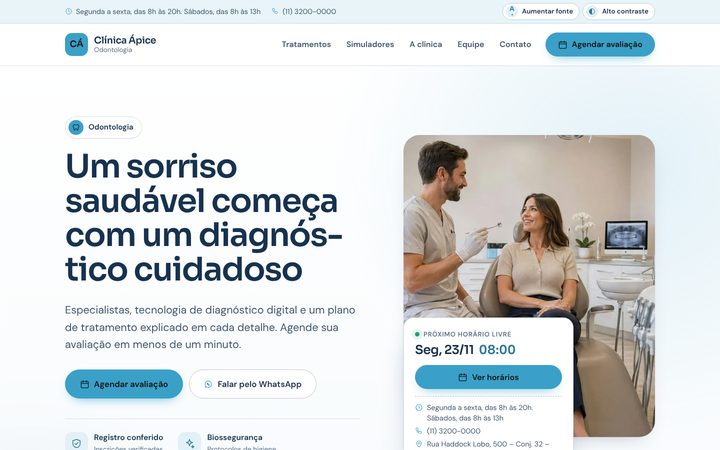 Segunda a sexta, das 8h às 20h. Sábados, das 8h às 13h
(11) 3200-0000
Aumentar fonte
Alto contraste
CÁ
Clínica Ápice
Odontologia
Tratamentos
Simuladores
A clínica
Equipe
Contato
Agendar avaliação
Odontologia
Um sorriso
saudável começa
com um diagnós-
tico cuidadoso
Especialistas, tecnologia de diagnóstico digital e um plano
de tratamento explicado em cada detalhe. Agende sua
avaliação em menos de um minuto.
Agendar avaliação
Falar pelo WhatsApp
Registro conferido
Inscrições verificadas
Biossegurança
Protocolos de higiene
PRÓXIMO HORÁRIO LIVRE
Seg, 23/11 08:00
Ver horários
Segunda a sexta, das 8h às 20h.
Sábados, das 8h às 13h
(11) 3200-0000
Rua Haddock Lobo, 500 – Conj. 32 –